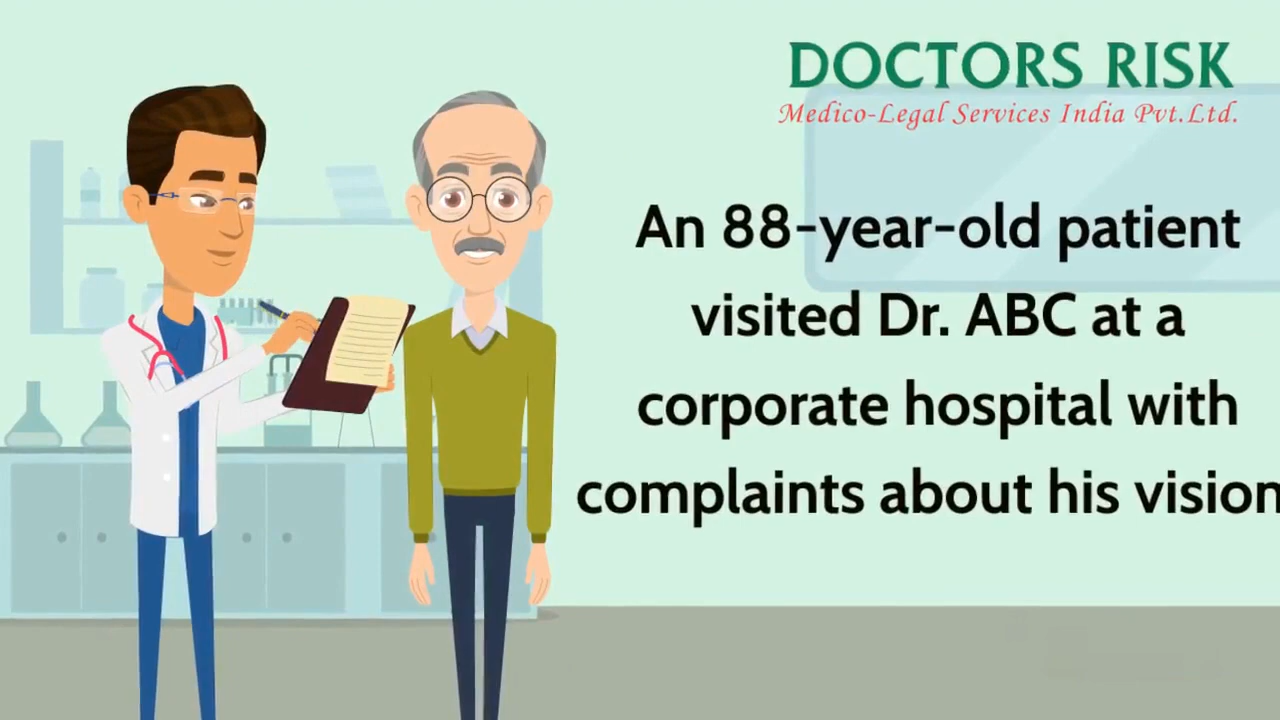 DOCTORS RISK
Medico-Legal Services India Pvt.Ltd.
An 88-year-old patient
visited Dr. ABC at a
corporate hospital with
complaints about his vision